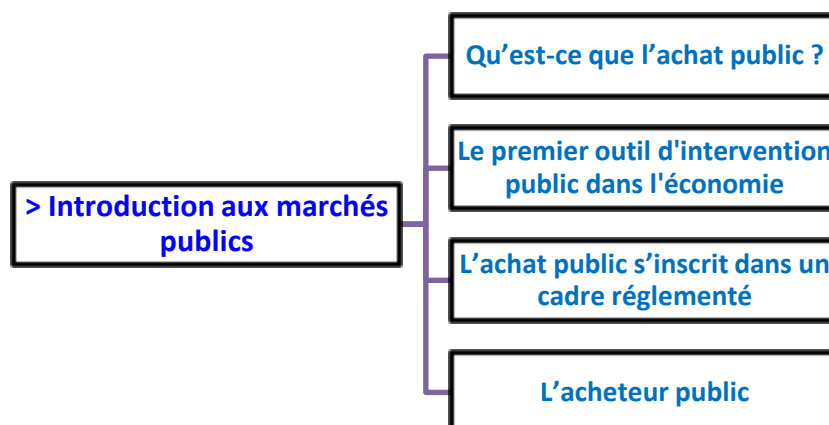 Qu’est-ce que l’achat public ?
Le premier outil d'intervention
public dans l'économie
> Introduction aux marchés
publics
L’achat public s’inscrit dans un
cadre réglementé
L’acheteur public